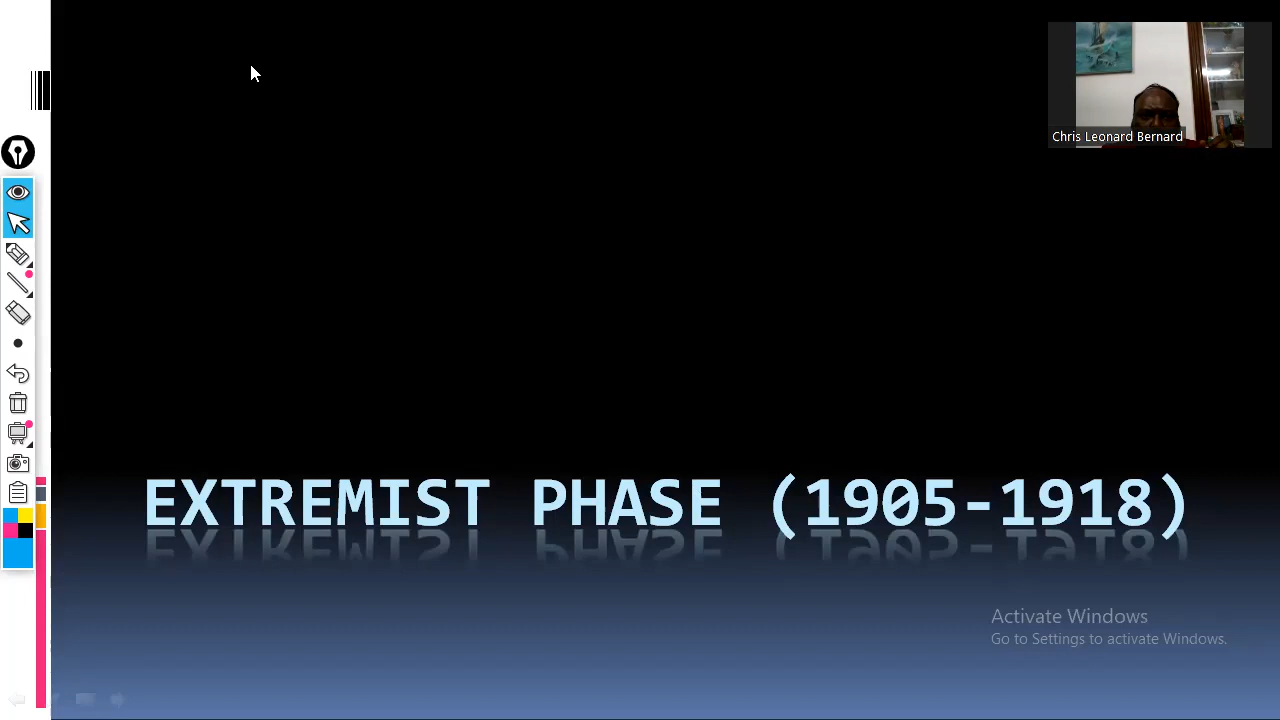 Chris Leonard Bernard
EXTREMIST PHASE (1905-1918)
Activate Windows
Go to Settings to activate Windows.